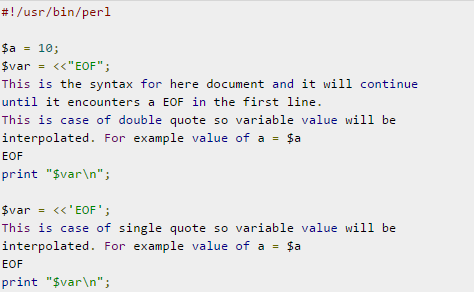 #!/usr/bin/perl
$a = 10;
$var = <<"EOF";
This is the syntax for here document and it will continue
until it encounters a EOF in the first line.
This is case of double quote so variable value will be
interpolated. For example value of a = $a
EOF
print "$var\n";
$var = <<'EOF';
This is case of single quote so variable value will be
interpolated. For example value of a = $a
EOF
print "$var\n";